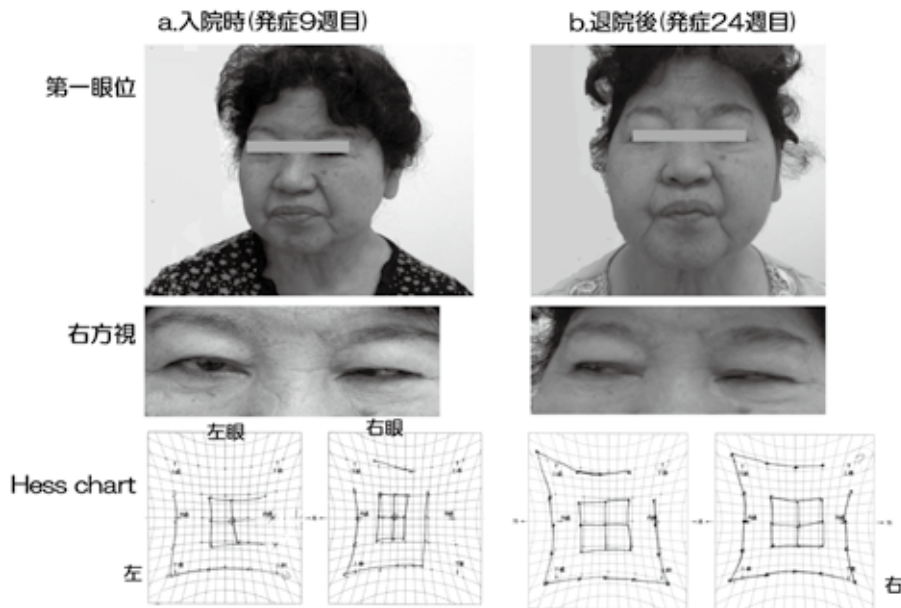 a.入院時(発症9週目)
b.退院後(発症24週目)
第一眼位
右方視
左眼
右眼
Hess chart
左
右